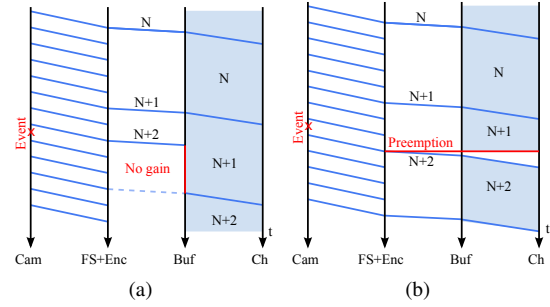 N
N
N+1
N+2
Event
No gain
N+1
N+2
t
Cam
FS+Enc
Buf
Ch
(a)
N
N
N+1
N+1
Event
Preemption
N+2
N+2
t
Cam
FS+Enc
Buf
Ch
(b)